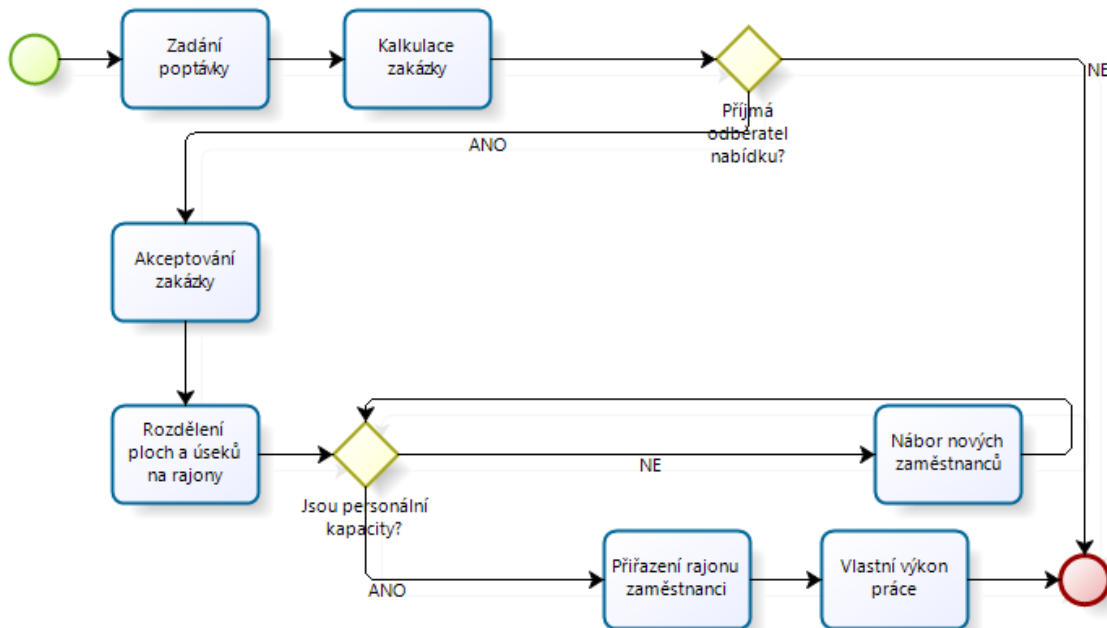 Zadání
poptávky
Kalkulace
zakázky
NE
Příjmá
odběratel
nabídku?
ANO
Akceptování
zakázky
Rozdělení
ploch a úseků
na rajony
Jsou personální
kapacity?
NE
Nábor nových
zaměstnanců
ANO
Přiřazení rajonu
zaměstnanci
Vlastní výkon
práce